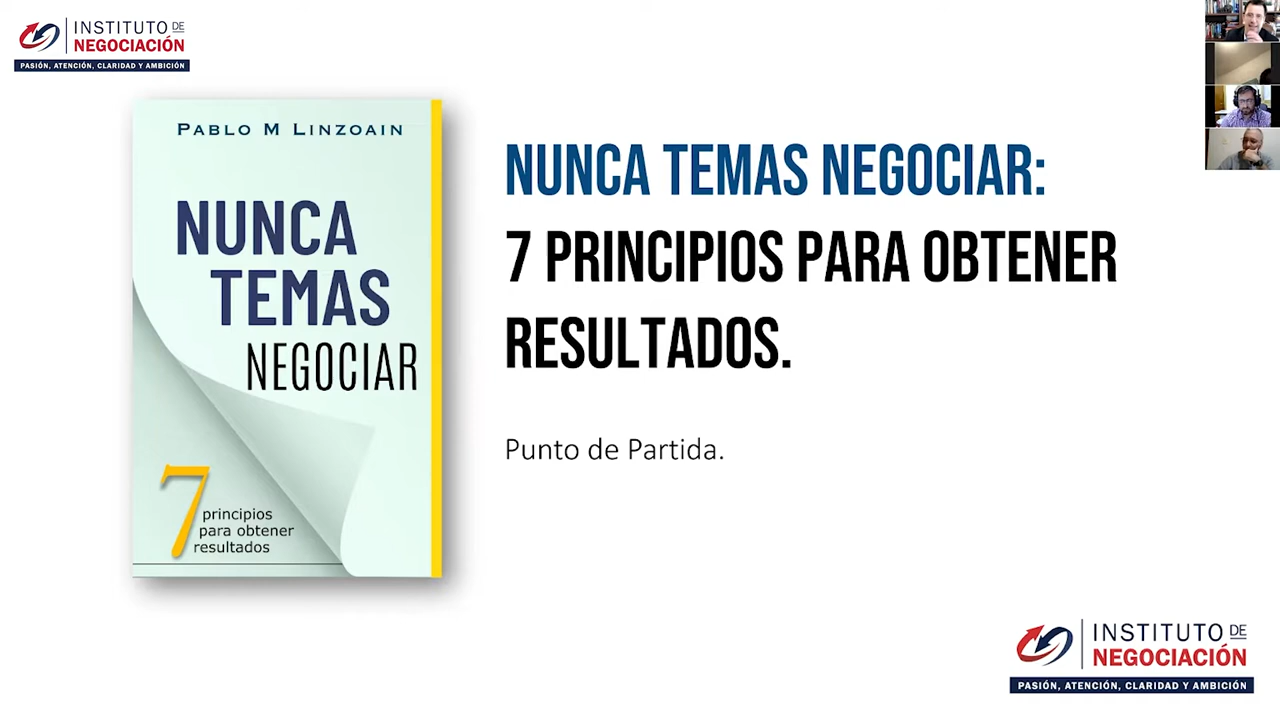 INSTITUTO DE
NEGOCIACIÓN
PASIÓN, ATENCIÓN, CLARIDAD Y AMBICIÓN
PABLO M LINZOAIN
NUNCA
TEMAS
NEGOCIAR
7
principios
para obtener
resultados
NUNCA TEMAS NEGOCIAR:
7 PRINCIPIOS PARA OBTENER
RESULTADOS.
Punto de Partida.
INSTITUTO DE
NEGOCIACIÓN
PASIÓN, ATENCIÓN, CLARIDAD Y AMBICIÓN